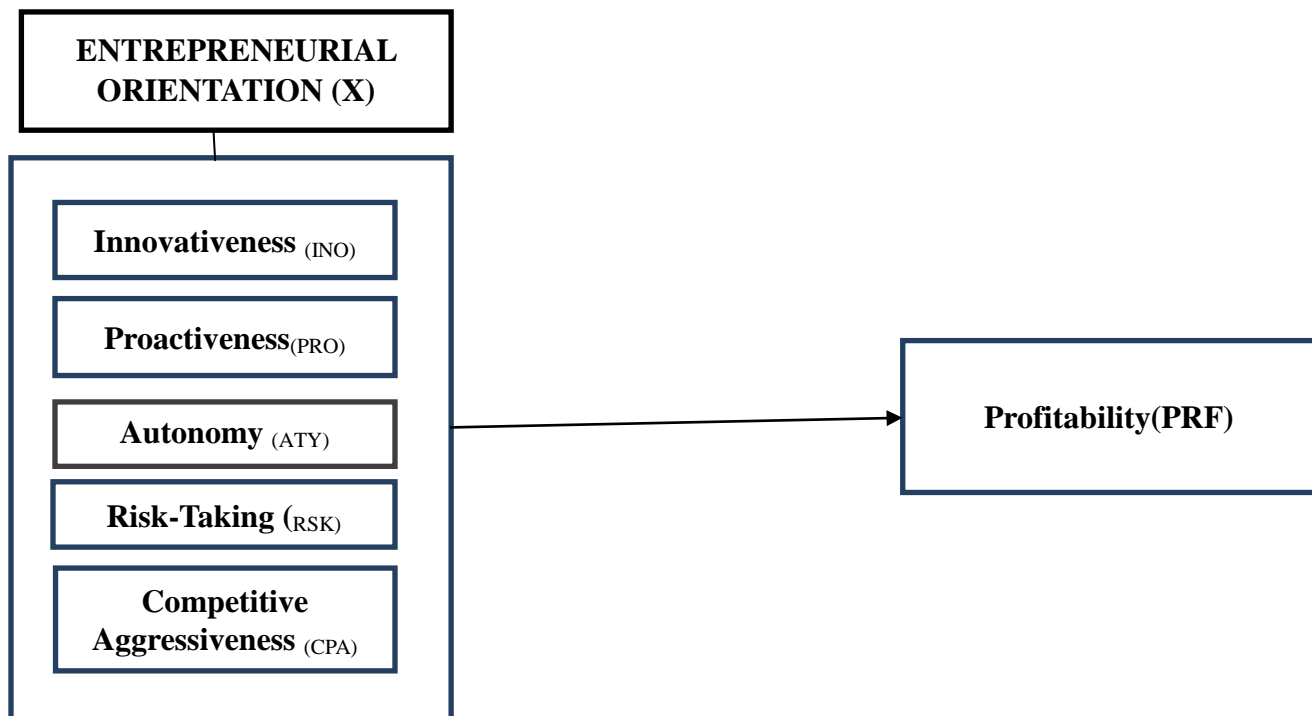 ENTREPRENEURIAL
ORIENTATION (X)
Innovativeness (INO)
Proactiveness(PRO)
Autonomy (ATY)
Risk-Taking (RSK)
Competitive
Aggressiveness (CPA)
Profitability(PRF)